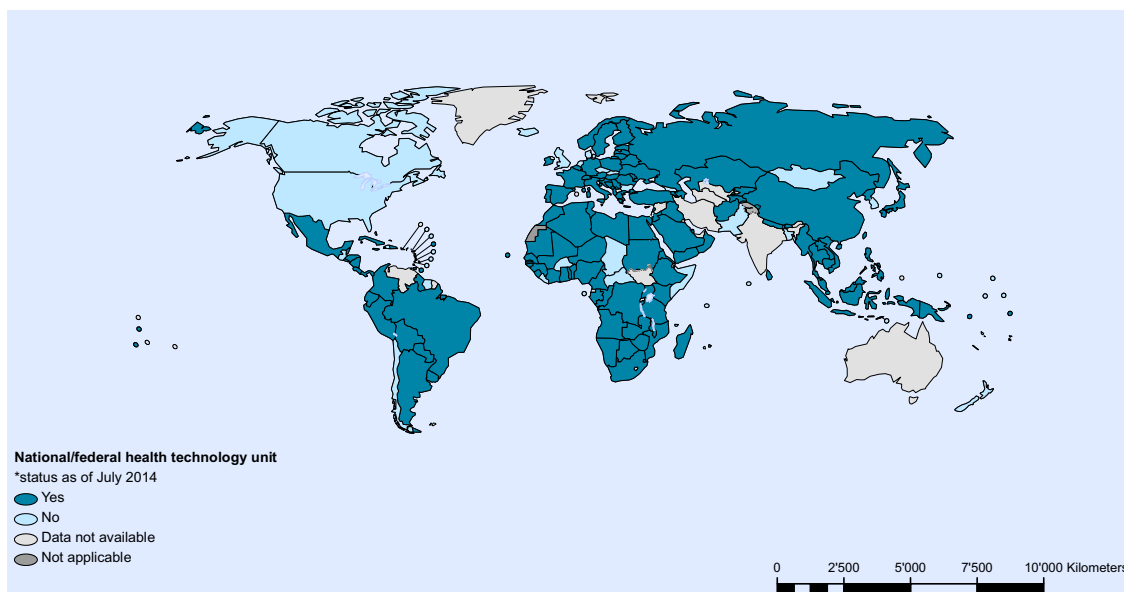 National/federal health technology unit
*status as of July 2014
Yes
No
Data not available
Not applicable
0 2'500 5'000 7'500 10'000 Kilometers